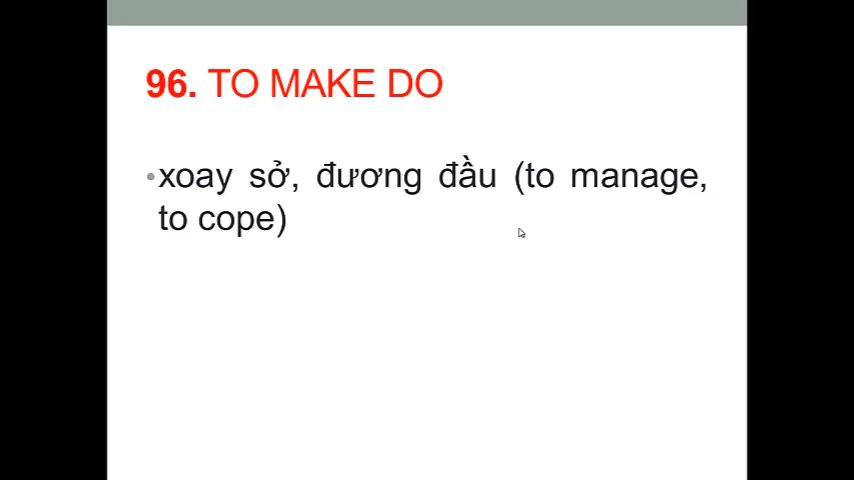 96. TO MAKE DO
•xoay sở, đương đầu (to manage,
to cope)